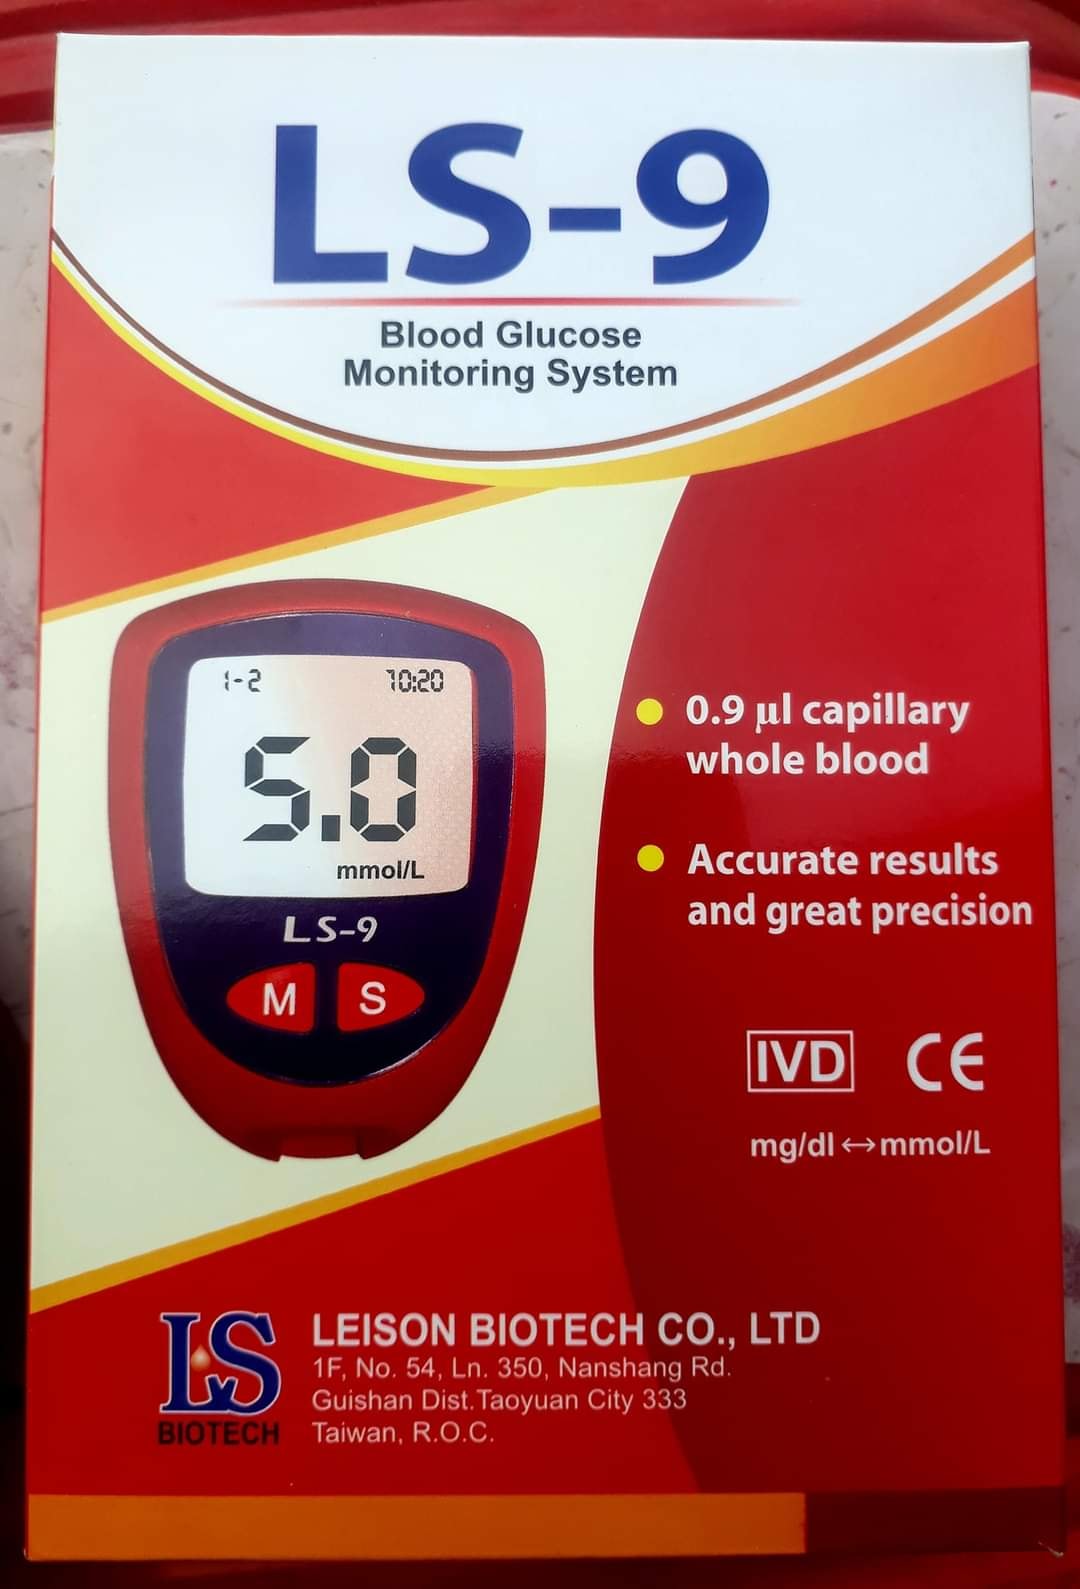 LS-9
Blood Glucose
Monitoring System
1-2 10:20
5.0
mmol/L
LS-9
M S
0.9 µl capillary
whole blood
Accurate results
and great precision
IVD CE
mg/dl↔mmol/L
LS
BIOTECH
LEISON BIOTECH CO., LTD
1F, No. 54, Ln. 350, Nanshang Rd.
Guishan Dist.Taoyuan City 333
Taiwan, R.O.C.